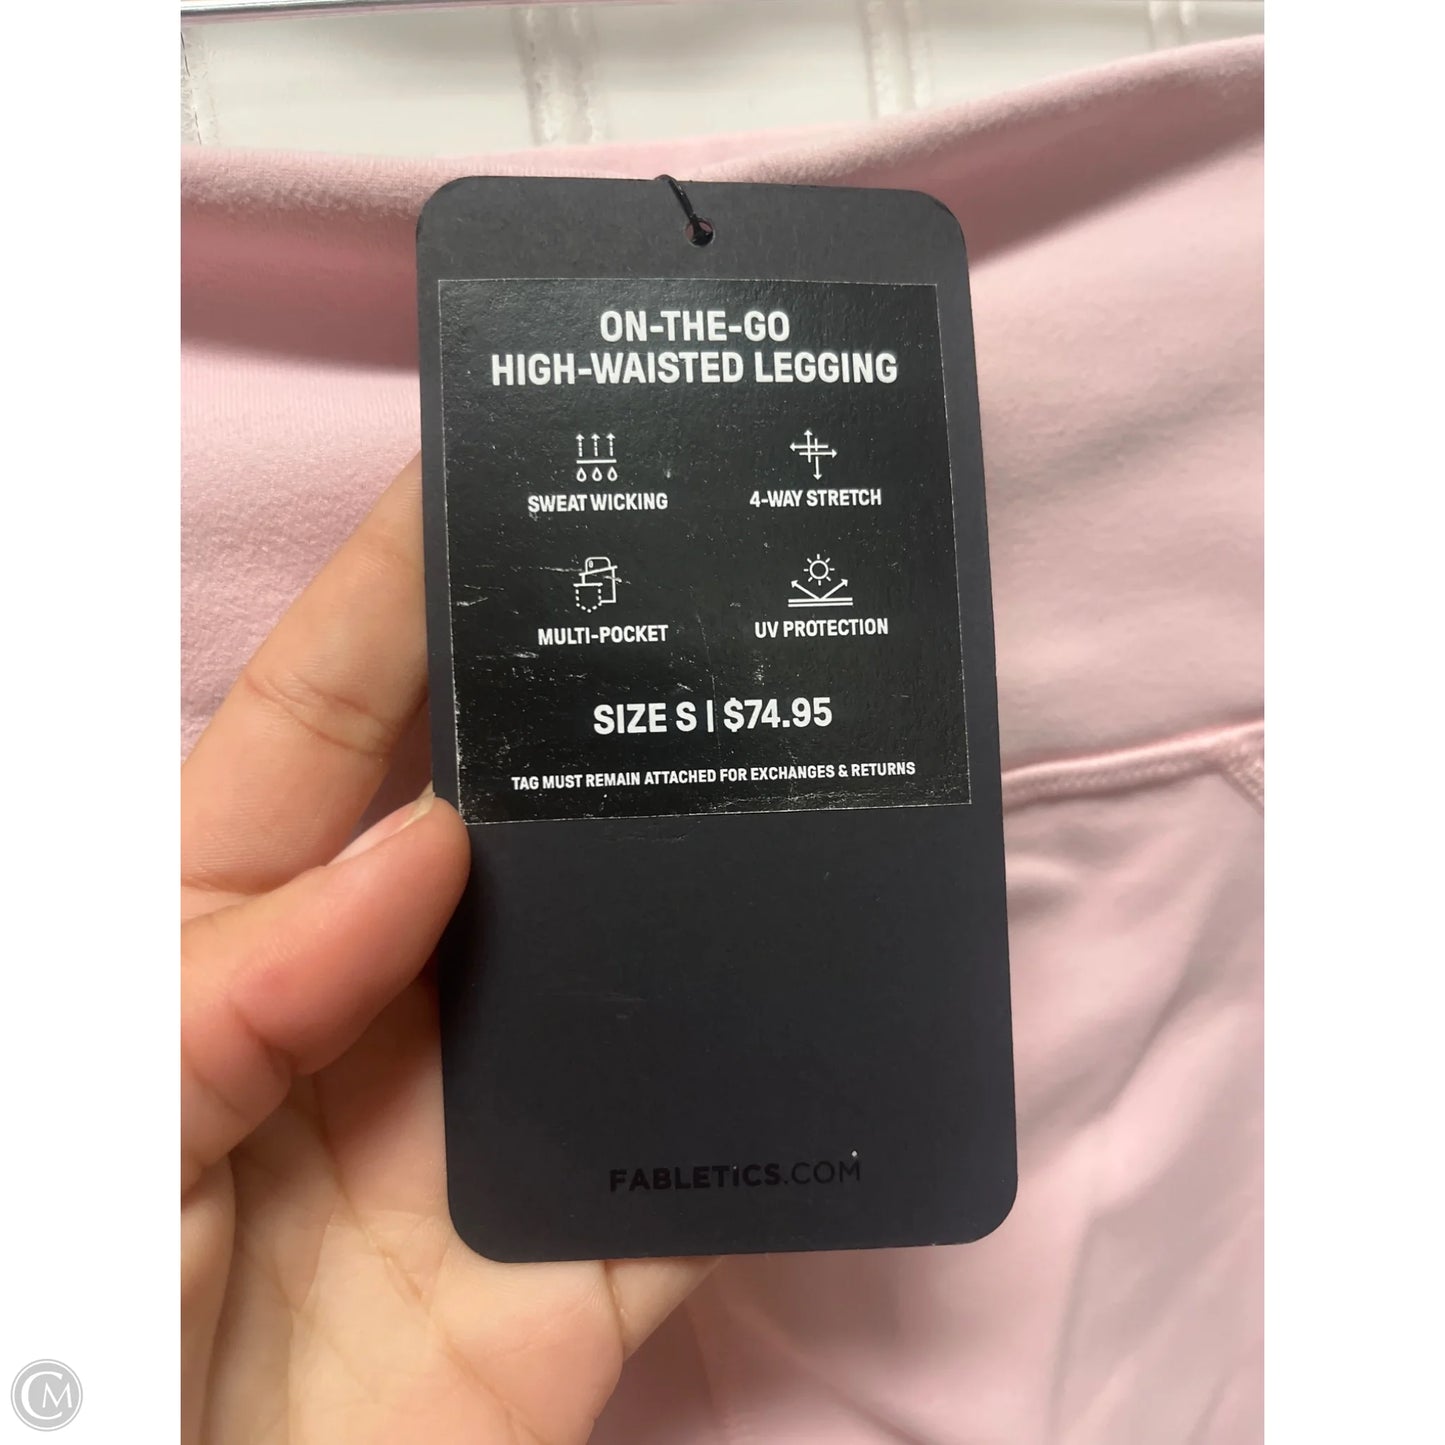 ON-THE-GO
HIGH-WAISTED LEGGING
SWEAT WICKING
4-WAY STRETCH
MULTI-POCKET
UV PROTECTION
SIZE S | $74.95
TAG MUST REMAIN ATTACHED FOR EXCHANGES & RETURNS
FABLETICS.COM
CM